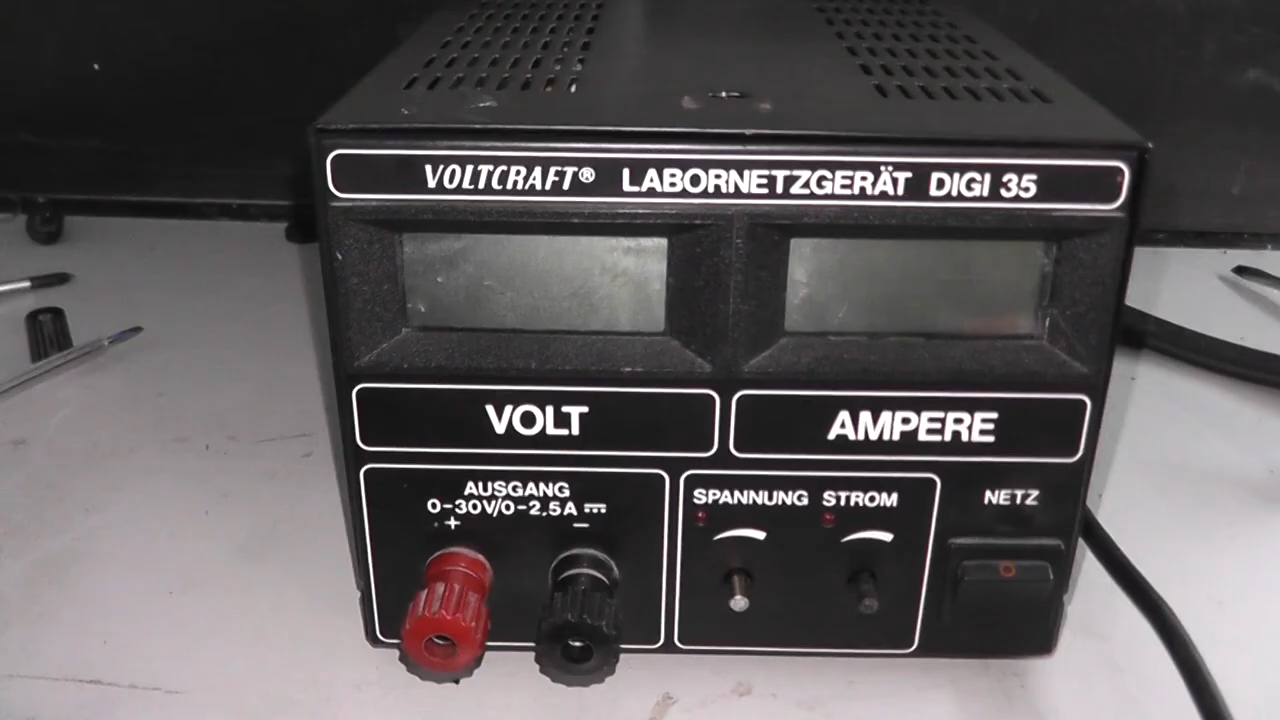 VOLTCRAFT® LABORNETZGERÄT DIGI 35
VOLT
AMPERE
AUSGANG
0-30V/0-2,5A ⎓
+ −
SPANNUNG STROM
NETZ
O